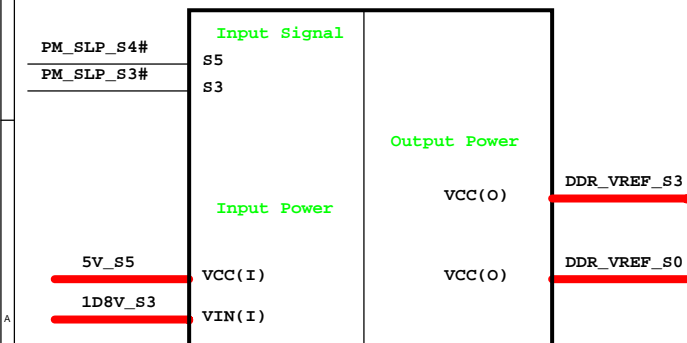 Input Signal
PM_SLP_S4#
S5
PM_SLP_S3#
S3
Output Power
DDR_VREF_S3
VCC(O)
Input Power
5V_S5
VCC(I)
VCC(O)
DDR_VREF_S0
1D8V_S3
VIN(I)
A